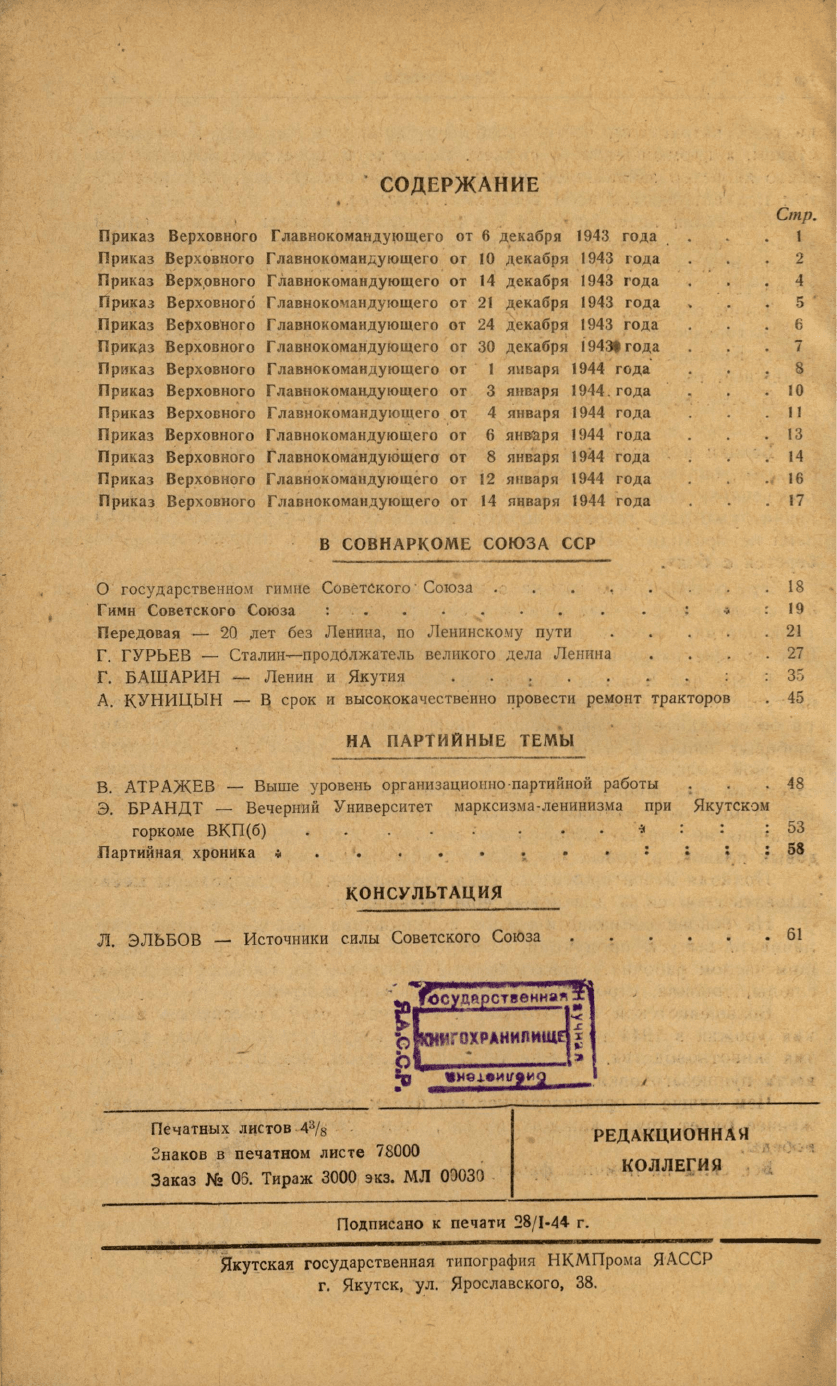 СОДЕРЖАНИЕ
Стр.
Приказ Верховного Главнокомандующего от 6 декабря 1943 года . . . 1
Приказ Верховного Главнокомандующего от 10 декабря 1943 года . . . 2
Приказ Верховного Главнокомандующего от 14 декабря 1943 года . . . 4
Приказ Верховного Главнокомандующего от 21 декабря 1943 года . . . 5
Приказ Верховного Главнокомандующего от 24 декабря 1943 года . . . 6
Приказ Верховного Главнокомандующего от 30 декабря 1943 года . . . 7
Приказ Верховного Главнокомандующего от 1 января 1944 года . . . 8
Приказ Верховного Главнокомандующего от 3 января 1944 года . . . 10
Приказ Верховного Главнокомандующего от 4 января 1944 года . . . 11
Приказ Верховного Главнокомандующего от 6 января 1944 года . . . 13
Приказ Верховного Главнокомандующего от 8 января 1944 года . . . 14
Приказ Верховного Главнокомандующего от 12 января 1944 года . . . 16
Приказ Верховного Главнокомандующего от 14 января 1944 года . . . 17
В СОВНАРКОМЕ СОЮЗА ССР
О государственном гимне Советского Союза . . . . . . . . 18
Гимн Советского Союза : . . . . . . . . : . : 19
Передовая — 20 лет без Ленина, по Ленинскому пути . . . . . 21
Г. ГУРЬЕВ — Сталин—продолжатель великого дела Ленина . . . . 27
Г. БАШАРИН — Ленин и Якутия . . . . . . . : : 35
А. КУНИЦЫН — В срок и высококачественно провести ремонт тракторов . 45
НА ПАРТИЙНЫЕ ТЕМЫ
В. АТРАЖЕВ — Выше уровень организационно-партийной работы . . . 48
Э. БРАНДТ — Вечерний Университет марксизма-ленинизма при Якутском
горкоме ВКП(б) . . . . . . . . . : : : 53
Партийная хроника . . . . . . . . . : : : : 58
КОНСУЛЬТАЦИЯ
Л. ЭЛЬБОВ — Источники силы Советского Союза . . . . . . 61
Государственная
Научная
Я.А.С.С.Р.
КНИГОХРАНИЛИЩЕ
Библиотека
Печатных листов 4³/₈
Знаков в печатном листе 78000
Заказ № 06. Тираж 3000 экз. МЛ 00030
РЕДАКЦИОННАЯ
КОЛЛЕГИЯ
Подписано к печати 28/I-44 г.
Якутская государственная типография НКМПрома ЯАССР
г. Якутск, ул. Ярославского, 38.